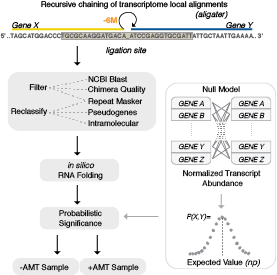 Recursive chaining of transcriptome local alignments
(aligater)
Gene X
-6M
Gene Y
5'..TAGCATGGACCCTGCGCAAGGATGACA ATCCGAGGTGCGATTATTGCTAATTGAAAA.. 3'
ligation site
Filter
Reclassify
NCBI Blast
Chimera Quality
Repeat Masker
Pseudogenes
Intramolecular
in silico
RNA Folding
Probabilistic
Significance
-AMT Sample
+AMT Sample
Null Model
GENE A
GENE A
GENE B
GENE B
GENE Y
GENE Y
GENE Z
GENE Z
Normalized Transcript
Abundance
P(X,Y)=
Expected Value (np)